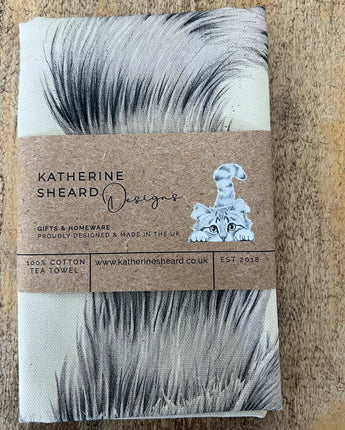 KATHERINE
SHEARD Designs
GIFTS & HOMEWARE
PROUDLY DESIGNED & MADE IN THE UK
100% COTTON
TEA TOWEL
www.katherinesheard.co.uk
EST 2018